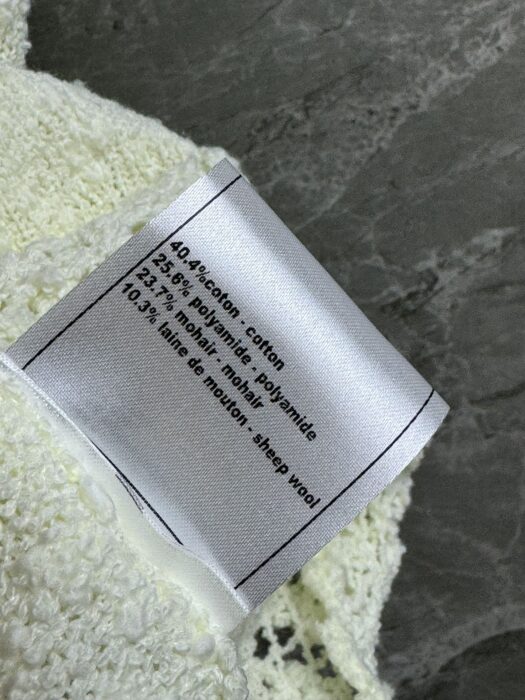 40.4%coton - cotton
25.6% polyamide - polyamide
23.7% mohair - mohair
10.3% laine de mouton - sheep wool